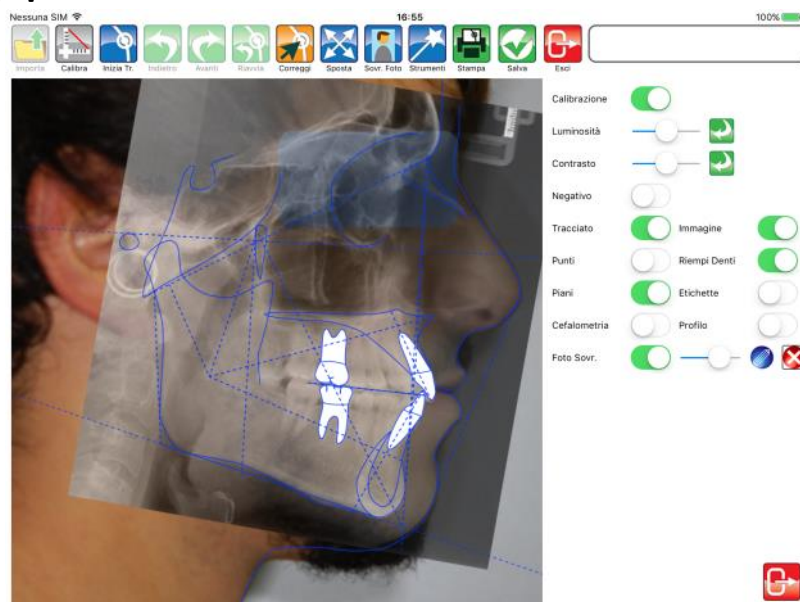 Nessuna SIM 16:55 100%
Importa Calibra Inizia Tr. Indietro Avanti Riavvia Correggi Sposta Sovr. Foto Strumenti Stampa Salva Esci
Calibrazione
Luminosità
Contrasto
Negativo
Tracciato Immagine
Punti Riempi Denti
Piani Etichette
Cefalometria Profilo
Foto Sovr.